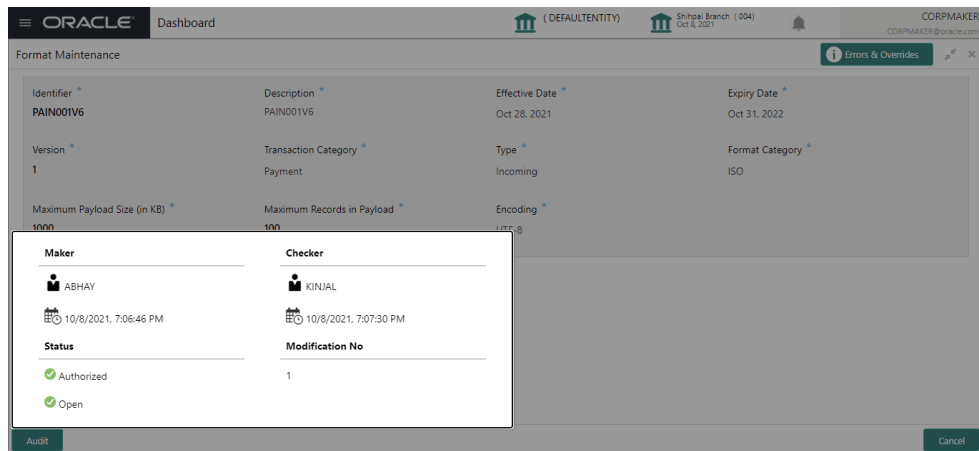 ORACLE
Dashboard
( DEFAULTENTITY)
Shihpai Branch ( 004)
Oct 6, 2021
CORPMAKER
CORPMAKER@oracle.com
Format Maintenance
Errors & Overrides
Identifier *
Description *
Effective Date *
Expiry Date *
PAIN001V6
PAIN001V6
Oct 28, 2021
Oct 31, 2022
Version *
Transaction Category *
Type *
Format Category *
1
Payment
Incoming
ISO
Maximum Payload Size (in KB) *
Maximum Records in Payload *
Encoding *
1000
100
UTF-8
Maker
Checker
ABHAY
KINJAL
10/8/2021, 7:06:46 PM
10/8/2021, 7:07:30 PM
Status
Modification No
Authorized
1
Open
Audit
Cancel